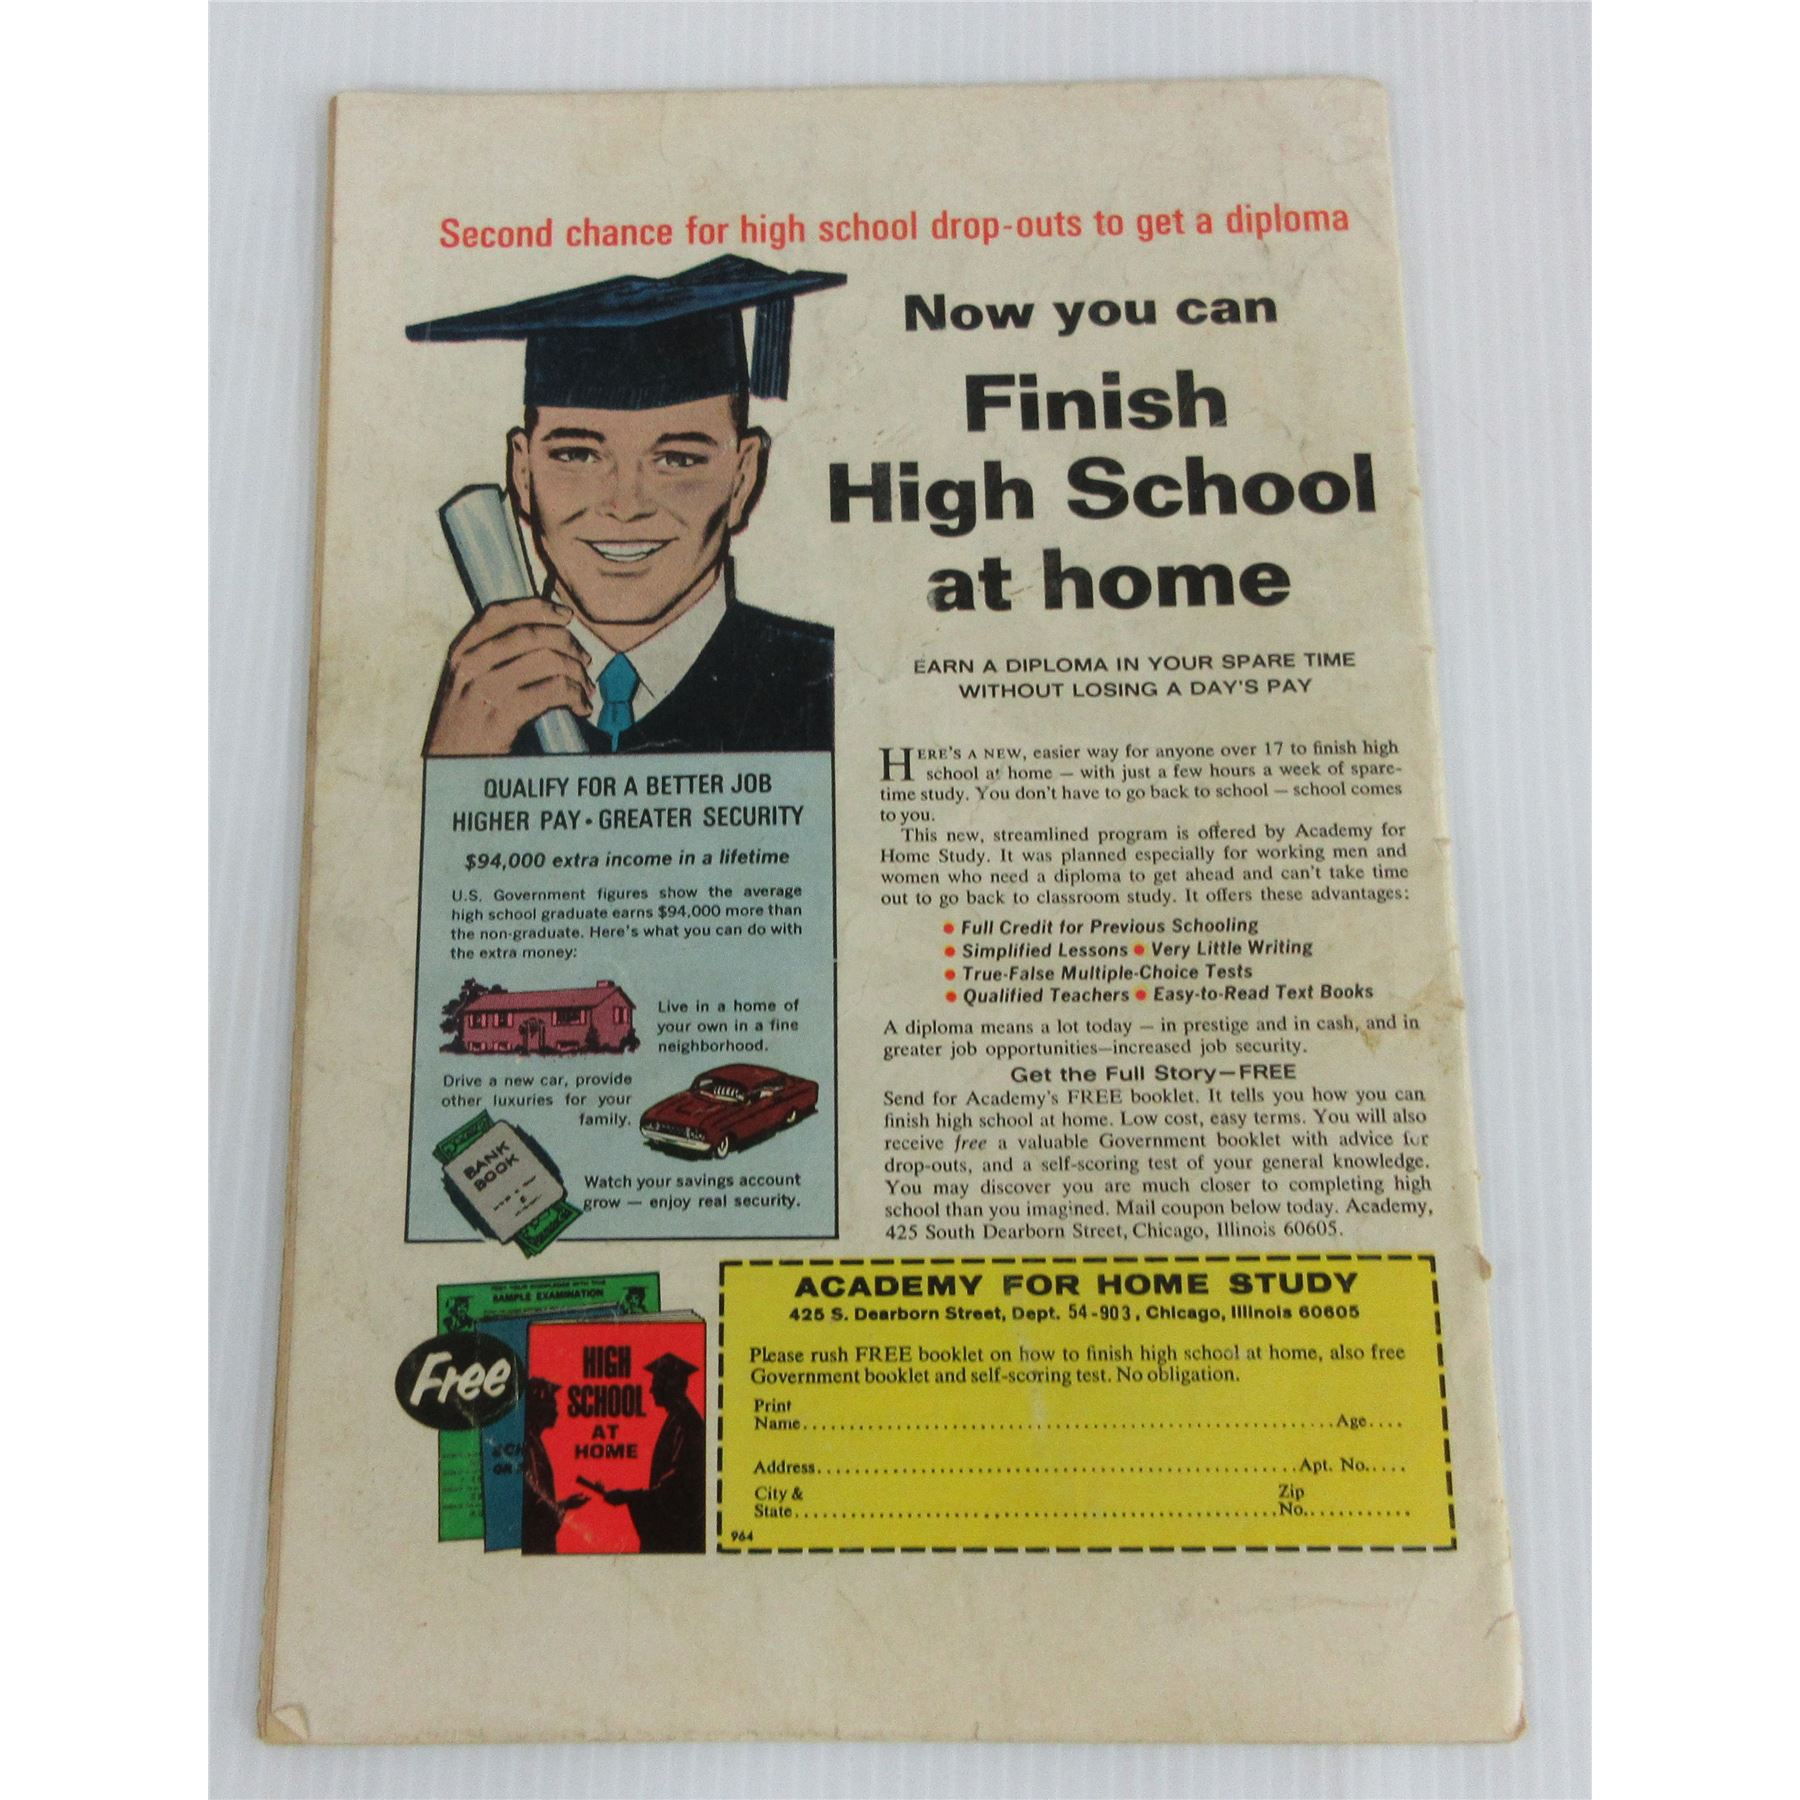 Second chance for high school drop-outs to get a diploma
Now you can
Finish
High School
at home
EARN A DIPLOMA IN YOUR SPARE TIME
WITHOUT LOSING A DAY'S PAY
QUALIFY FOR A BETTER JOB
HIGHER PAY • GREATER SECURITY
$94,000 extra income in a lifetime
U.S. Government figures show the average
high school graduate earns $94,000 more than
the non-graduate. Here's what you can do with
the extra money:
Live in a home of
your own in a fine
neighborhood.
Drive a new car, provide
other luxuries for your
family.
BANK
BOOK
Watch your savings account
grow — enjoy real security.
HERE'S A NEW, easier way for anyone over 17 to finish high
school at home — with just a few hours a week of spare-
time study. You don't have to go back to school — school comes
to you.
This new, streamlined program is offered by Academy for
Home Study. It was planned especially for working men and
women who need a diploma to get ahead and can't take time
out to go back to classroom study. It offers these advantages:
• Full Credit for Previous Schooling
• Simplified Lessons • Very Little Writing
• True-False Multiple-Choice Tests
• Qualified Teachers • Easy-to-Read Text Books
A diploma means a lot today — in prestige and in cash, and in
greater job opportunities—increased job security.
Get the Full Story—FREE
Send for Academy's FREE booklet. It tells you how you can
finish high school at home. Low cost, easy terms. You will also
receive free a valuable Government booklet with advice for
drop-outs, and a self-scoring test of your general knowledge.
You may discover you are much closer to completing high
school than you imagined. Mail coupon below today. Academy,
425 South Dearborn Street, Chicago, Illinois 60605.
SAMPLE EXAMINATION
Free
HIGH
SCHOOL
AT
HOME
ACADEMY FOR HOME STUDY
425 S. Dearborn Street, Dept. 54-903, Chicago, Illinois 60605
Please rush FREE booklet on how to finish high school at home, also free
Government booklet and self-scoring test. No obligation.
Print
Name..........Age....
Address..........Apt. No.....
City & Zip
State..........No...........
964